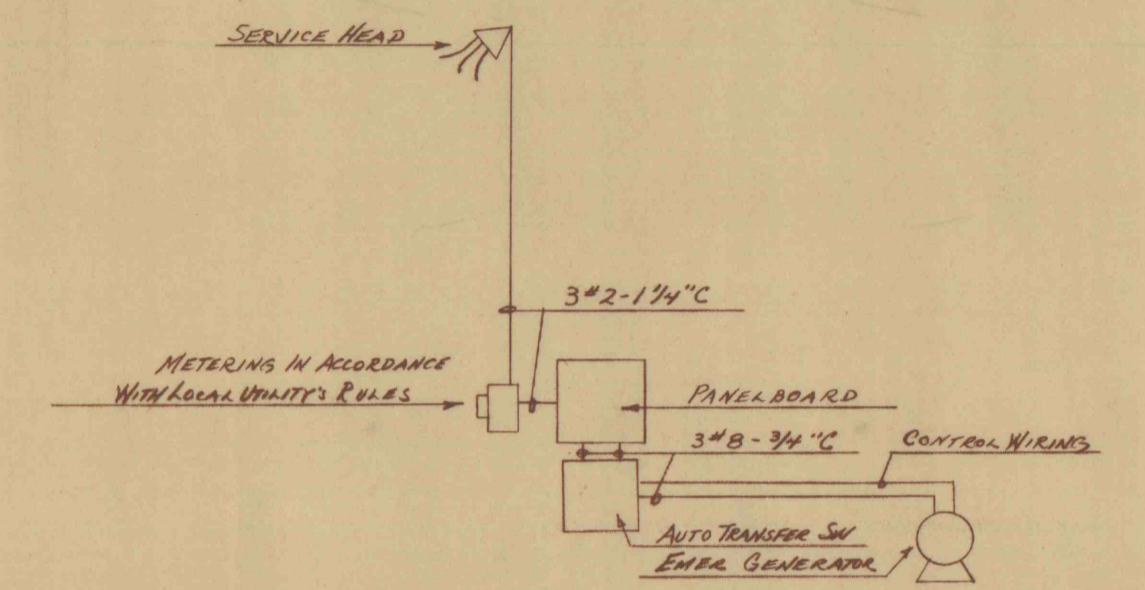 SERVICE HEAD
3#2-1¼"C
METERING IN ACCORDANCE
WITH LOCAL UTILITY'S RULES
PANELBOARD
3#8-¾"C
CONTROL WIRING
AUTO TRANSFER SW
EMER GENERATOR